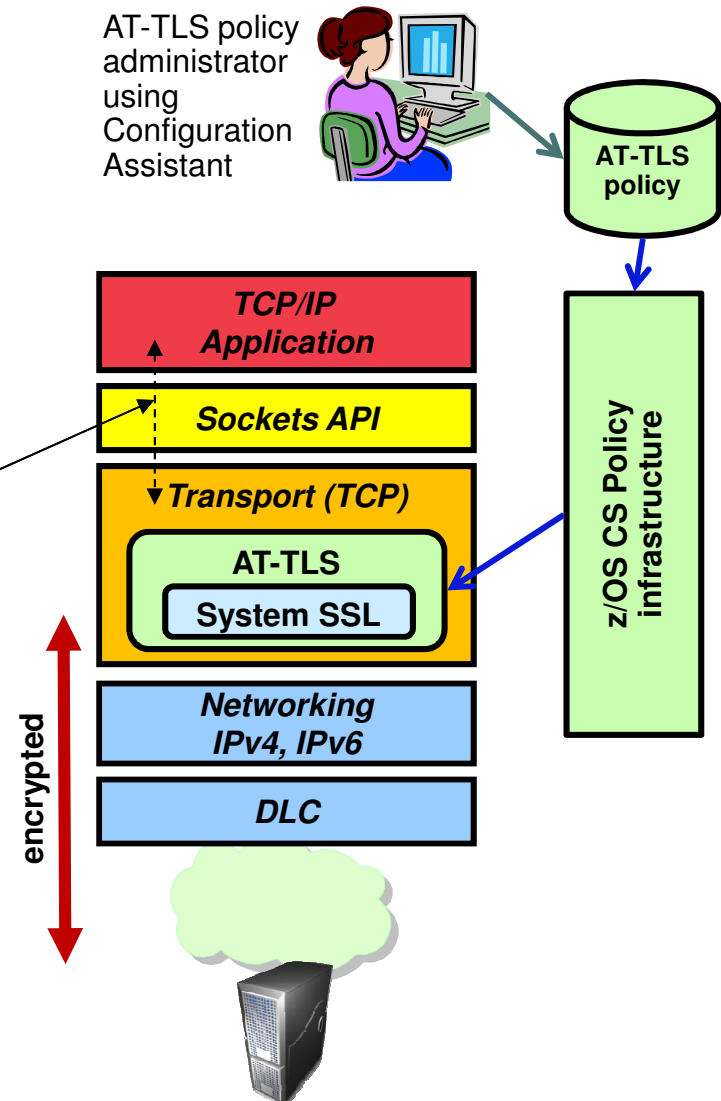 AT-TLS policy
administrator
using
Configuration
Assistant
AT-TLS
policy
TCP/IP
Application
Sockets API
Transport (TCP)
AT-TLS
System SSL
z/OS CS Policy
infrastructure
Networking
IPv4, IPv6
DLC
encrypted